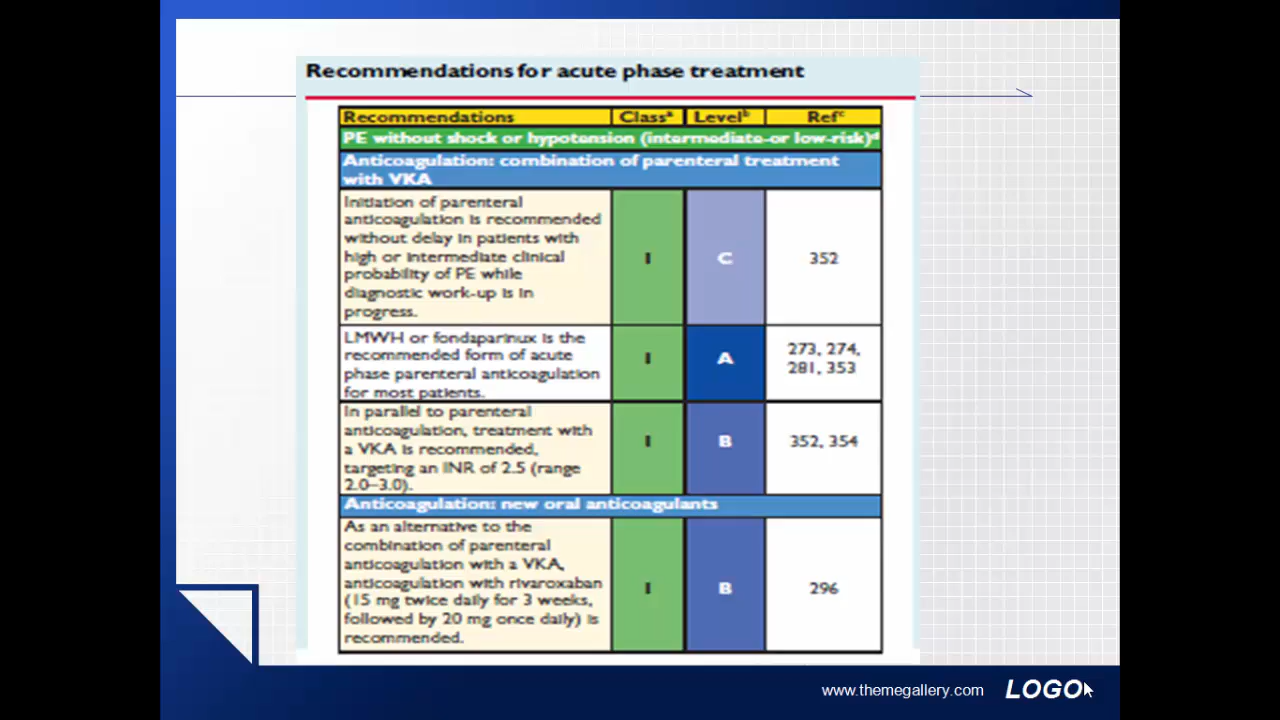 Recommendations for acute phase treatment
Recommendations Classᵃ Levelᵇ Refᶜ
PE without shock or hypotension (intermediate-or low-risk)ᵈ
Anticoagulation: combination of parenteral treatment
with VKA
Initiation of parenteral
anticoagulation is recommended
without delay in patients with
high or intermediate clinical
probability of PE while
diagnostic work-up is in
progress.
I C 352
LMWH or fondaparinux is the
recommended form of acute
phase parenteral anticoagulation
for most patients.
I A 273, 274,
281, 353
In parallel to parenteral
anticoagulation, treatment with
a VKA is recommended,
targeting an INR of 2.5 (range
2.0–3.0).
I B 352, 354
Anticoagulation: new oral anticoagulants
As an alternative to the
combination of parenteral
anticoagulation with a VKA,
anticoagulation with rivaroxaban
(15 mg twice daily for 3 weeks,
followed by 20 mg once daily) is
recommended.
I B 296
www.themegallery.com LOGO